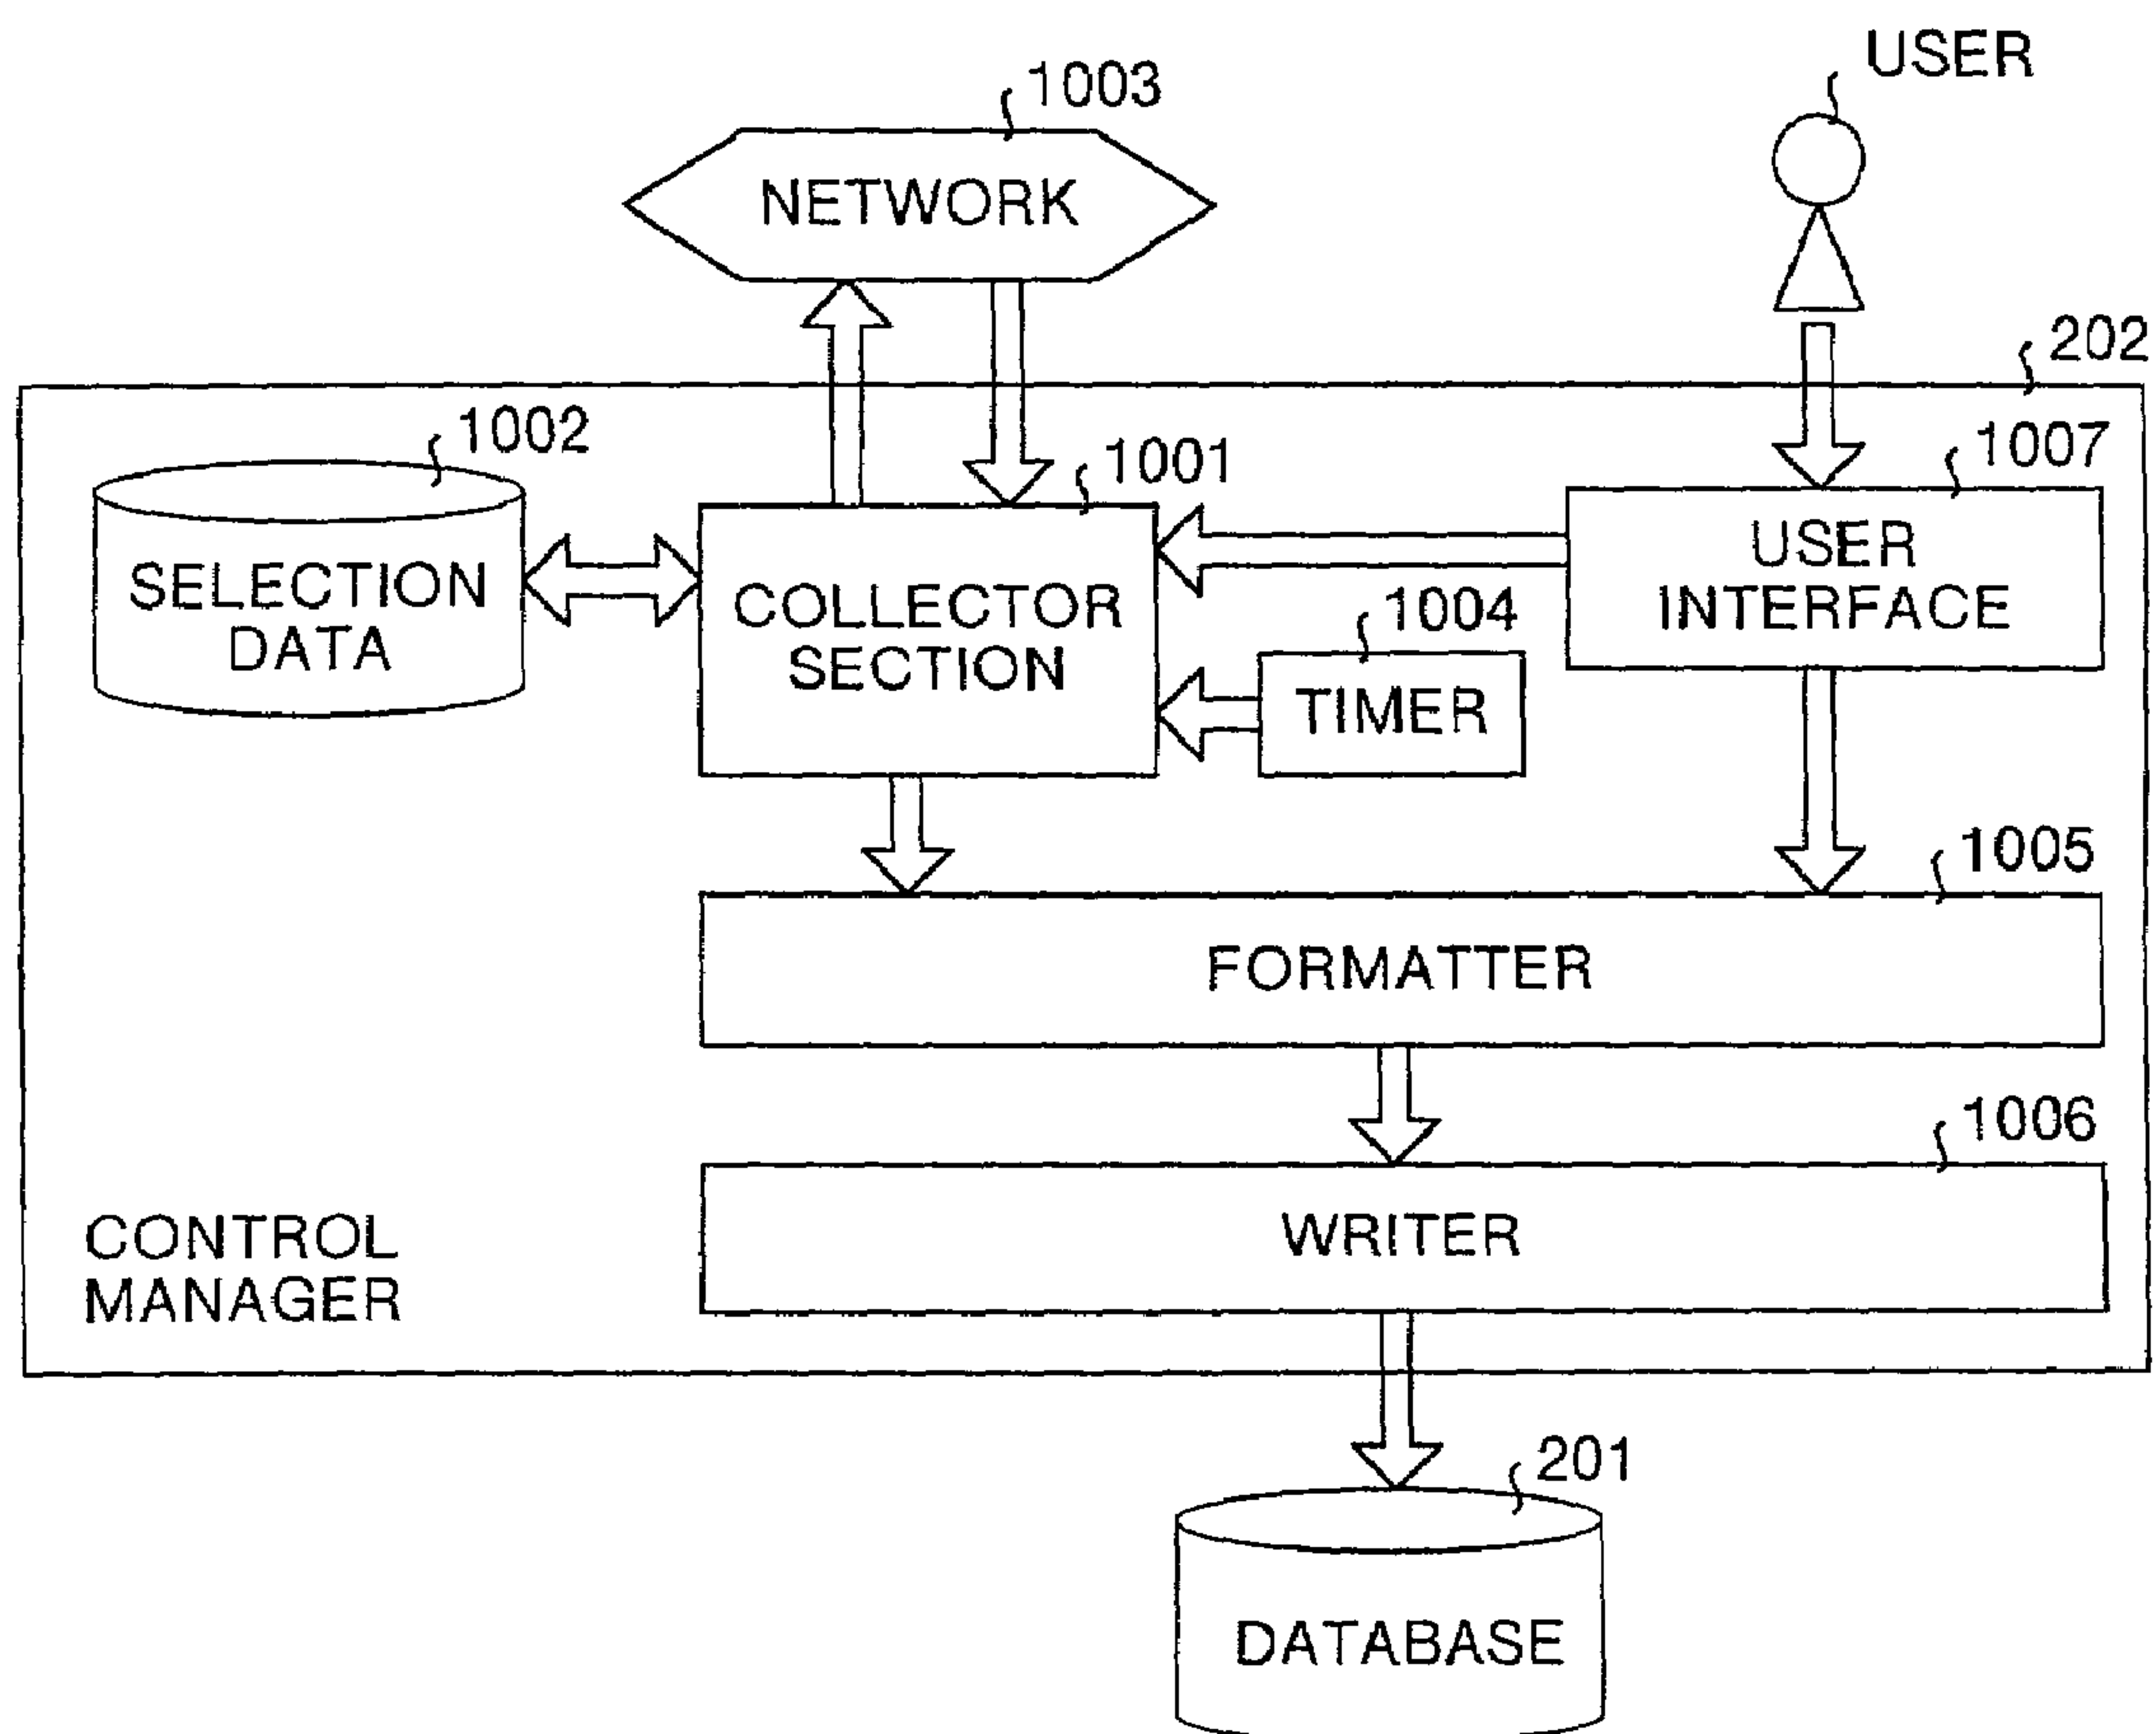 USER
1003
NETWORK
202
1002
1001
1007
SELECTION
DATA
COLLECTOR
SECTION
USER
INTERFACE
1004
TIMER
1005
FORMATTER
1006
WRITER
CONTROL
MANAGER
201
DATABASE